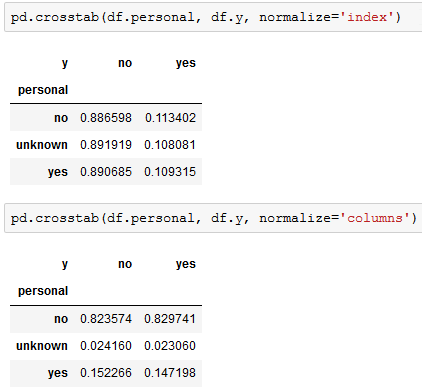 pd.crosstab(df.personal, df.y, normalize='index')
y no yes
personal
no 0.886598 0.113402
unknown 0.891919 0.108081
yes 0.890685 0.109315
pd.crosstab(df.personal, df.y, normalize='columns')
y no yes
personal
no 0.823574 0.829741
unknown 0.024160 0.023060
yes 0.152266 0.147198